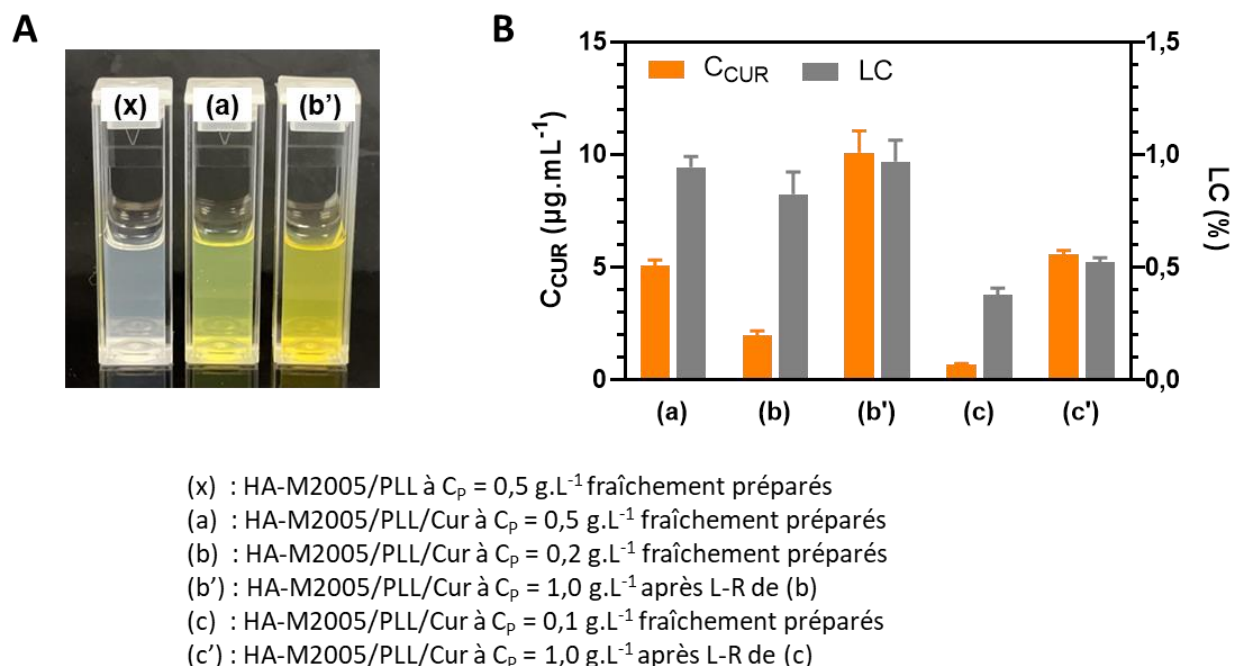 A
B
(x) (a) (b')
C_CUR LC
15
10
5
0
C_CUR (µg.mL⁻¹)
1,5
1,0
0,5
0,0
LC (%)
(a) (b) (b') (c) (c')
(x) : HA-M2005/PLL à C_P = 0,5 g.L⁻¹ fraîchement préparés
(a) : HA-M2005/PLL/Cur à C_P = 0,5 g.L⁻¹ fraîchement préparés
(b) : HA-M2005/PLL/Cur à C_P = 0,2 g.L⁻¹ fraîchement préparés
(b’) : HA-M2005/PLL/Cur à C_P = 1,0 g.L⁻¹ après L-R de (b)
(c) : HA-M2005/PLL/Cur à C_P = 0,1 g.L⁻¹ fraîchement préparés
(c’) : HA-M2005/PLL/Cur à C_P = 1,0 g.L⁻¹ après L-R de (c)